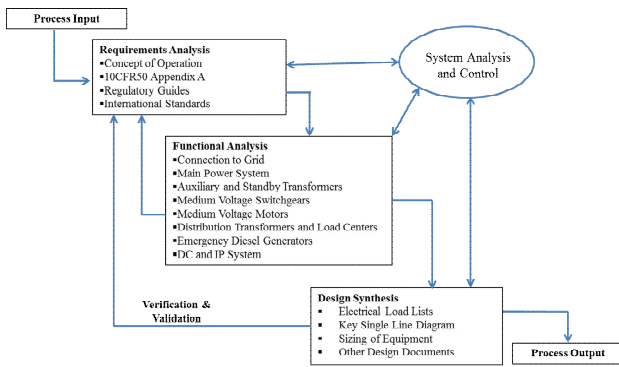 Process Input
Requirements Analysis
▪Concept of Operation
▪10CFR50 Appendix A
▪Regulatory Guides
▪International Standards
System Analysis
and Control
Functional Analysis
▪Connection to Grid
▪Main Power System
▪Auxiliary and Standby Transformers
▪Medium Voltage Switchgears
▪Medium Voltage Motors
▪Distribution Transformers and Load Centers
▪Emergency Diesel Generators
▪DC and IP System
Verification &
Validation
Design Synthesis
▪ Electrical Load Lists
▪ Key Single Line Diagram
▪ Sizing of Equipment
▪ Other Design Documents
Process Output